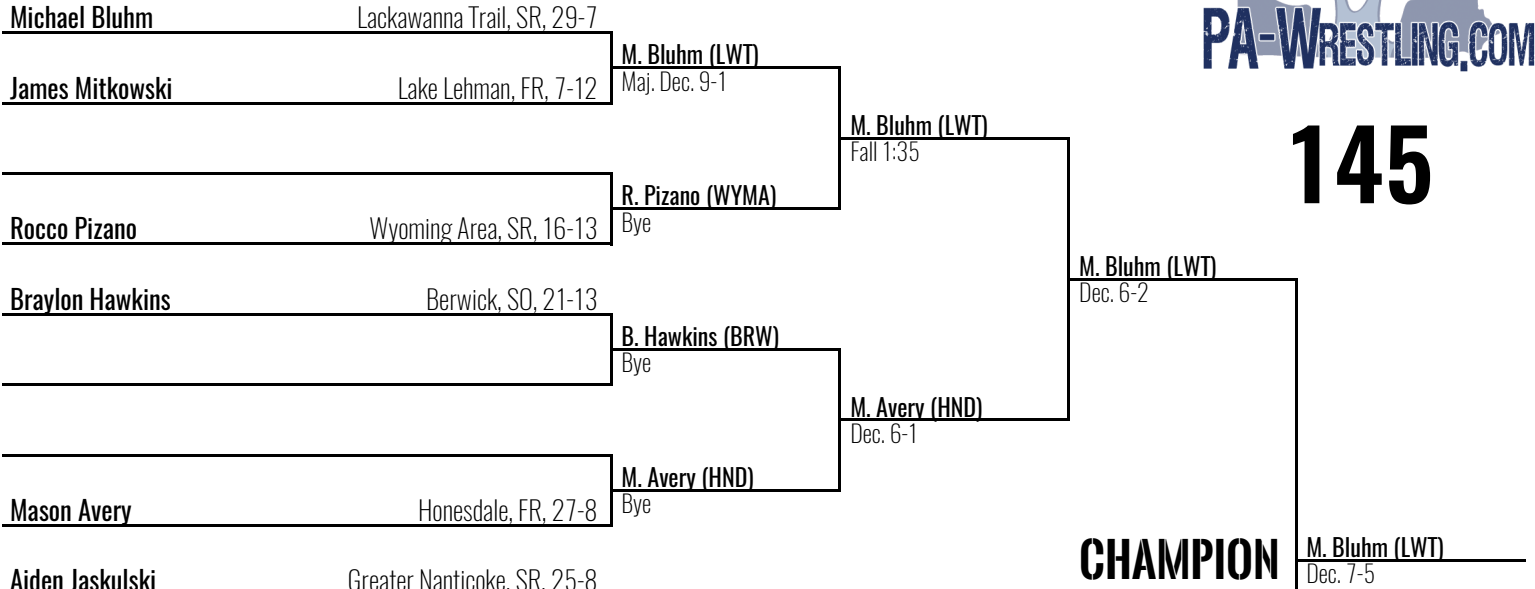 Michael Bluhm Lackawanna Trail, SR, 29-7
M. Bluhm (LWT)
Maj. Dec. 9-1
James Mitkowski Lake Lehman, FR, 7-12
M. Bluhm (LWT)
Fall 1:35
R. Pizano (WYMA)
Bye
Rocco Pizano Wyoming Area, SR, 16-13
M. Bluhm (LWT)
Dec. 6-2
Braylon Hawkins Berwick, SO, 21-13
B. Hawkins (BRW)
Bye
M. Avery (HND)
Dec. 6-1
M. Avery (HND)
Bye
Mason Avery Honesdale, FR, 27-8
CHAMPION M. Bluhm (LWT)
Dec. 7-5
Aiden Jaskulski Greater Nanticoke, SR, 25-8
PA-WRESTLING.COM
145